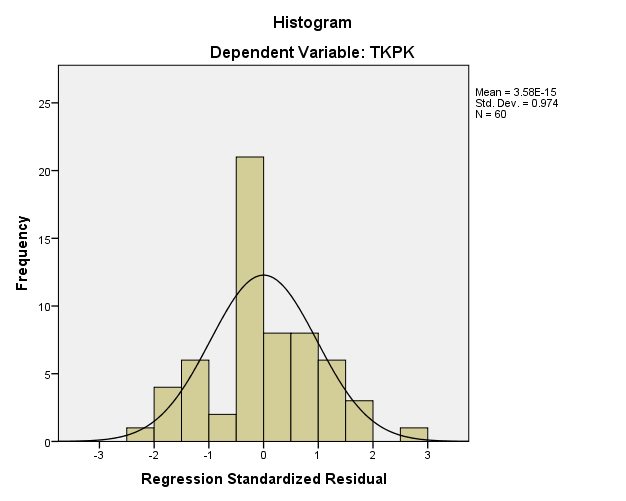 Histogram
Dependent Variable: TKPK
Mean = 3.58E-15
Std. Dev. = 0.974
N = 60
Frequency
25
20
15
10
5
0
-3 -2 -1 0 1 2 3
Regression Standardized Residual